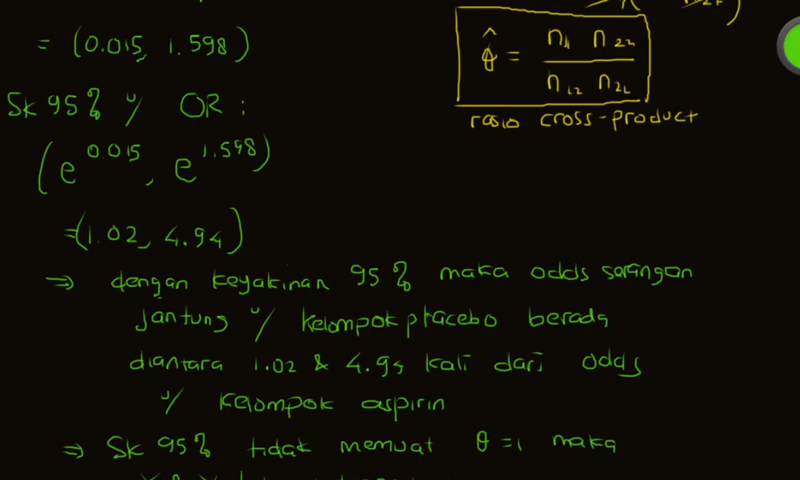 = (0.015, 1.598)
θ̂ = n₁₁ n₂₂ / n₁₂ n₂₁
rasio cross-product
SK 95% u/ OR :
(e^0.015, e^1.598)
=(1.02, 4.94)
⇒ dengan keyakinan 95% maka odds serangan
jantung u/ kelompok placebo berada
diantara 1.02 & 4.94 kali dari odds
u/ kelompok aspirin
⇒ SK 95% tidak memuat θ=1 maka